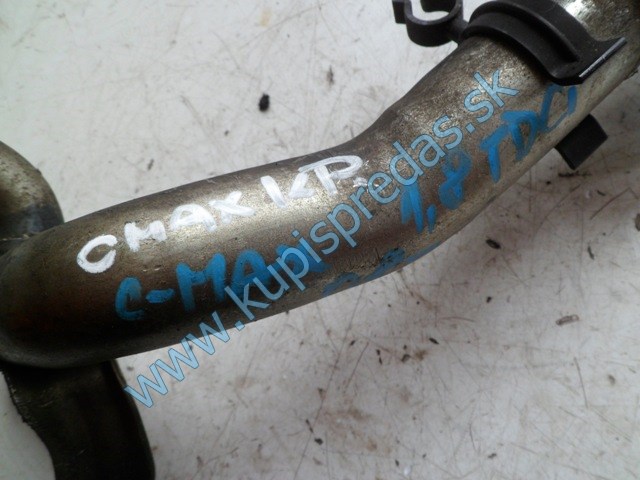 CMAX KP.
C-MAX 1,8 TDCI
www.kupispredas.sk